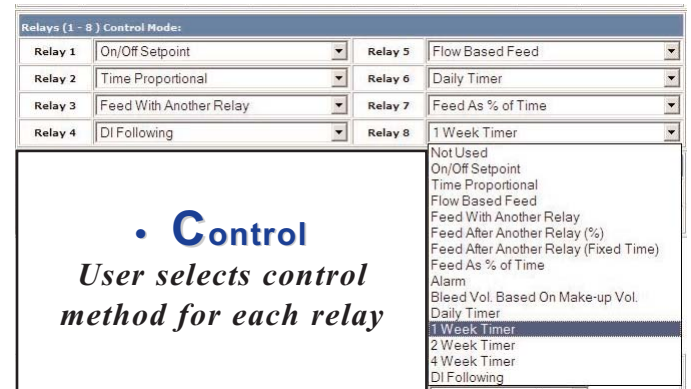 Relays (1 - 8 ) Control Mode:
Relay 1 On/Off Setpoint Relay 5 Flow Based Feed
Relay 2 Time Proportional Relay 6 Daily Timer
Relay 3 Feed With Another Relay Relay 7 Feed As % of Time
Relay 4 DI Following Relay 8 1 Week Timer
Not Used
On/Off Setpoint
Time Proportional
Flow Based Feed
Feed With Another Relay
Feed After Another Relay (%)
Feed After Another Relay (Fixed Time)
Feed As % of Time
Alarm
Bleed Vol. Based On Make-up Vol.
Daily Timer
1 Week Timer
2 Week Timer
4 Week Timer
DI Following
• Control
User selects control
method for each relay